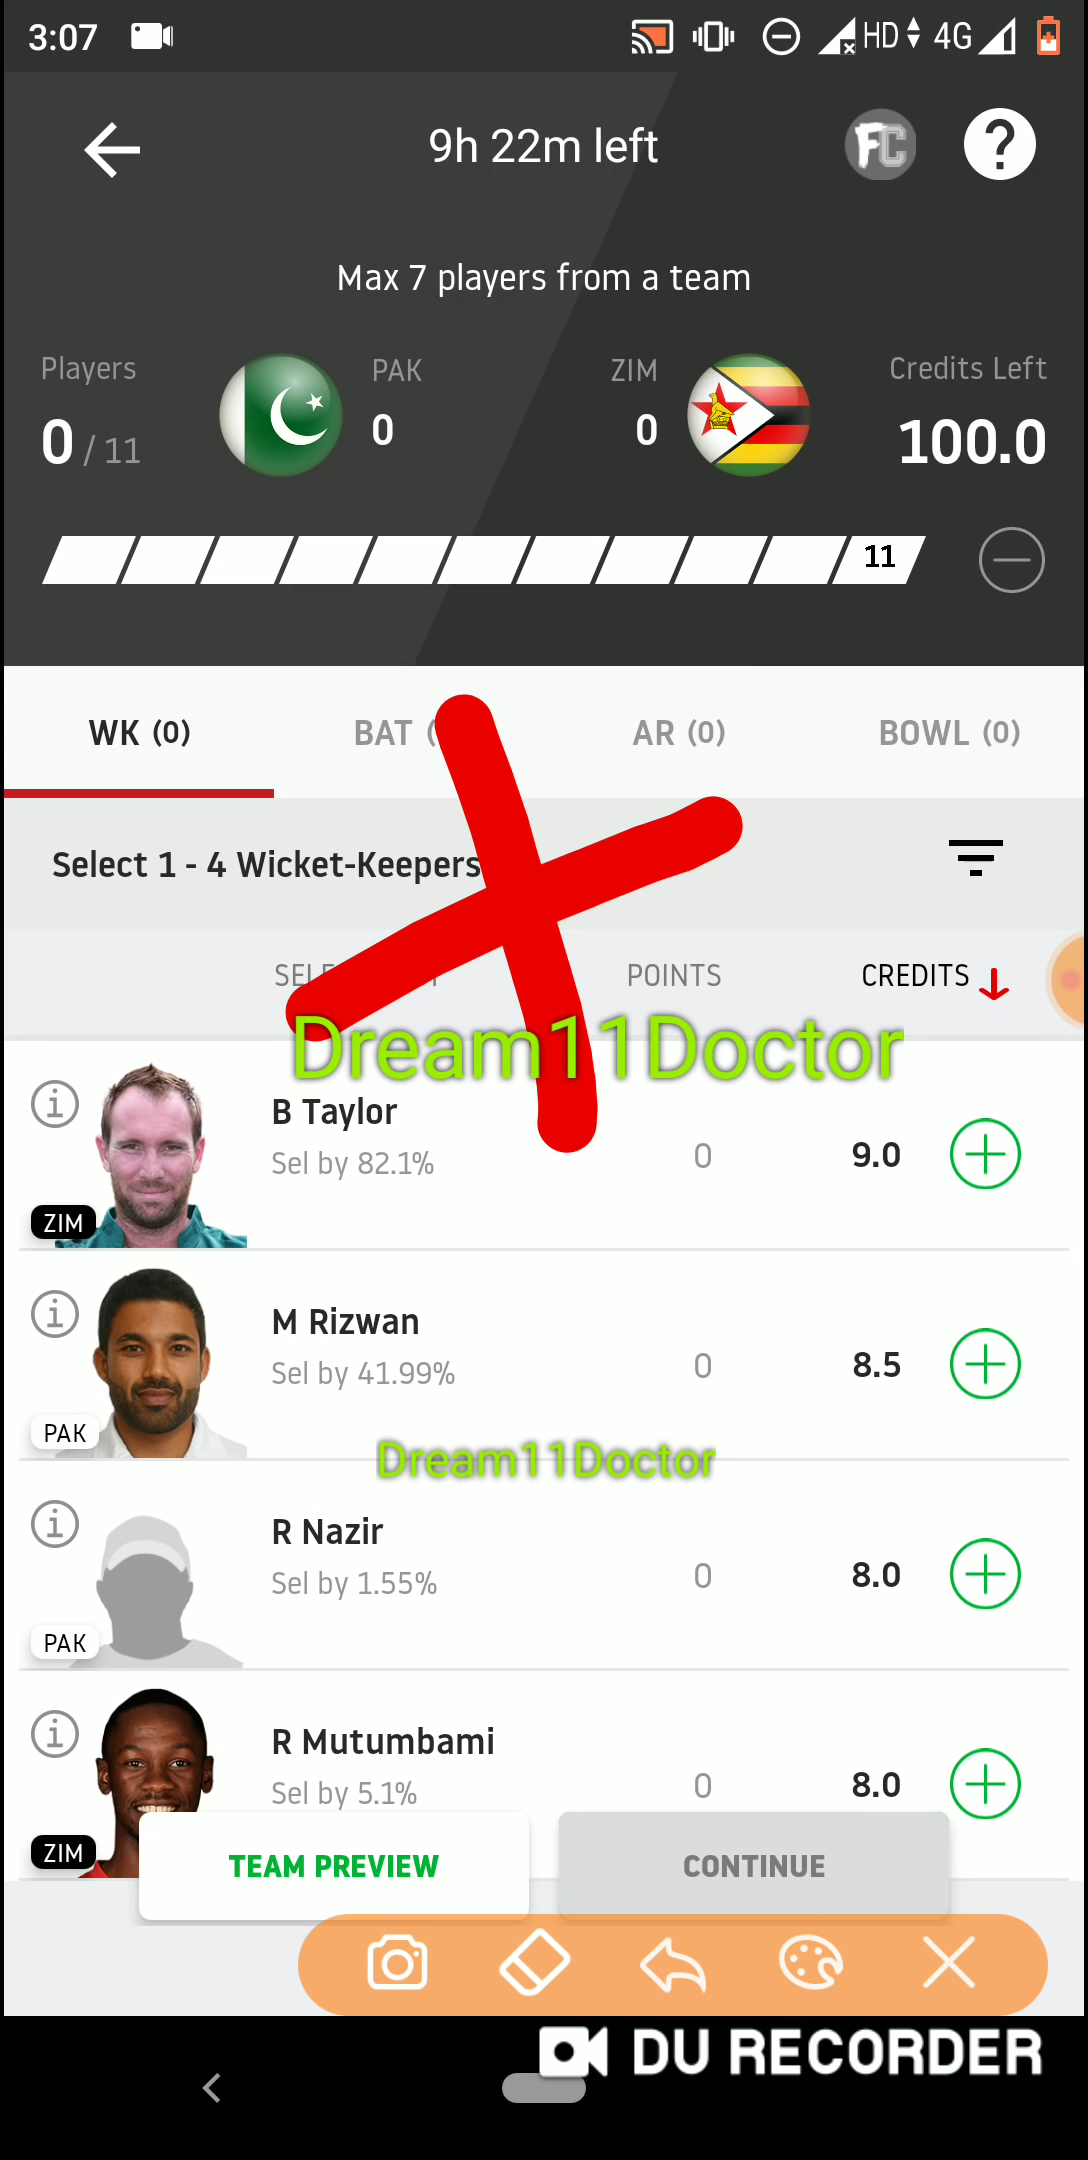 3:07 HD 4G
9h 22m left FC ?
Max 7 players from a team
Players PAK ZIM Credits Left
0 / 11 0 0 100.0
11
WK (0) BAT ( AR (0) BOWL (0)
Select 1 - 4 Wicket-Keepers
POINTS CREDITS
Dream11Doctor
B Taylor
Sel by 82.1% 0 9.0
ZIM
M Rizwan
Sel by 41.99% 0 8.5
PAK
Dream11Doctor
R Nazir
Sel by 1.55% 0 8.0
PAK
R Mutumbami
Sel by 5.1% 0 8.0
ZIM
TEAM PREVIEW CONTINUE
DU RECORDER